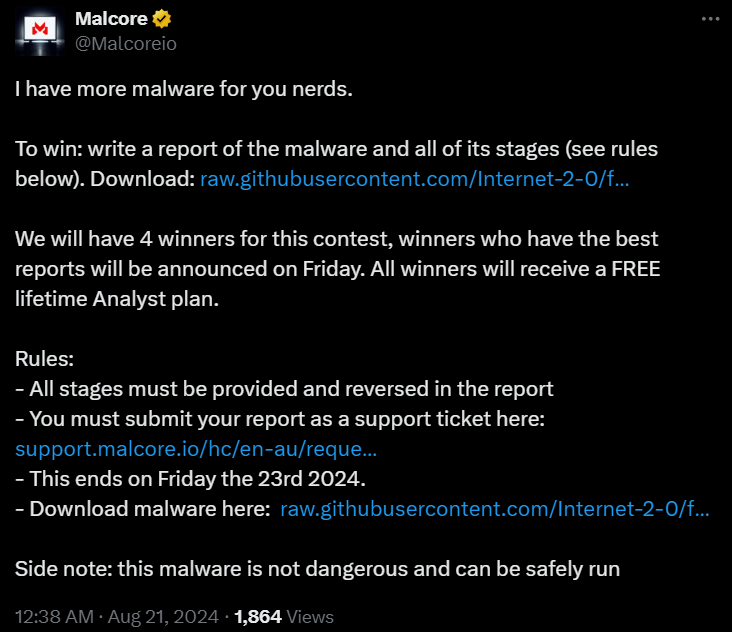 Malcore
@Malcoreio
I have more malware for you nerds.
To win: write a report of the malware and all of its stages (see rules
below). Download: raw.githubusercontent.com/Internet-2-0/f…
We will have 4 winners for this contest, winners who have the best
reports will be announced on Friday. All winners will receive a FREE
lifetime Analyst plan.
Rules:
- All stages must be provided and reversed in the report
- You must submit your report as a support ticket here:
support.malcore.io/hc/en-au/reque…
- This ends on Friday the 23rd 2024.
- Download malware here:  raw.githubusercontent.com/Internet-2-0/f…
Side note: this malware is not dangerous and can be safely run
12:38 AM · Aug 21, 2024 · 1,864 Views